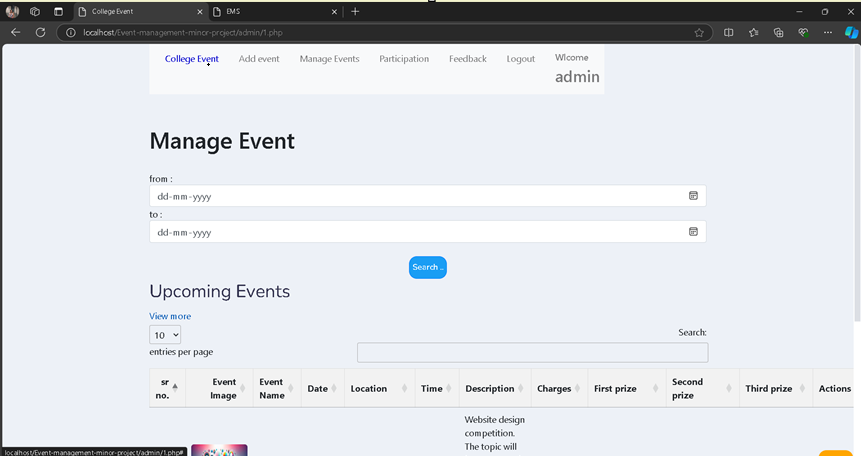 College Event
EMS
localhost/Event-management-minor-project/admin/1.php
College Event Add event Manage Events Participation Feedback Logout Wlcome
admin
Manage Event
from :
dd-mm-yyyy
to :
dd-mm-yyyy
Search ..
Upcoming Events
View more
10
Search:
entries per page
sr no. Event Image Event Name Date Location Time Description Charges First prize Second prize Third prize Actions
Website design
competition.
The topic will
localhost/Event-management-minor-project/admin/1.php#